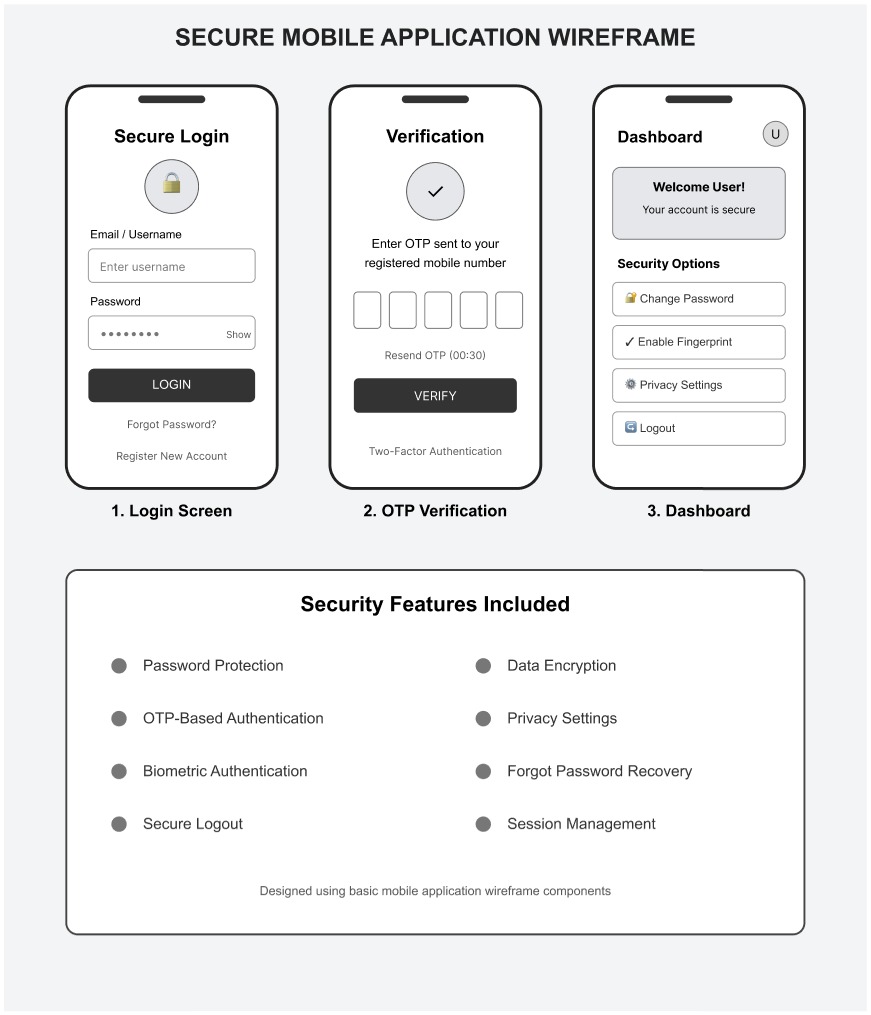 SECURE MOBILE APPLICATION WIREFRAME
Secure Login
Email / Username
Enter username
Password
Show
LOGIN
Forgot Password?
Register New Account
1. Login Screen
Verification
Enter OTP sent to your
registered mobile number
Resend OTP (00:30)
VERIFY
Two-Factor Authentication
2. OTP Verification
Dashboard
U
Welcome User!
Your account is secure
Security Options
Change Password
Enable Fingerprint
Privacy Settings
Logout
3. Dashboard
Security Features Included
Password Protection
OTP-Based Authentication
Biometric Authentication
Secure Logout
Data Encryption
Privacy Settings
Forgot Password Recovery
Session Management
Designed using basic mobile application wireframe components